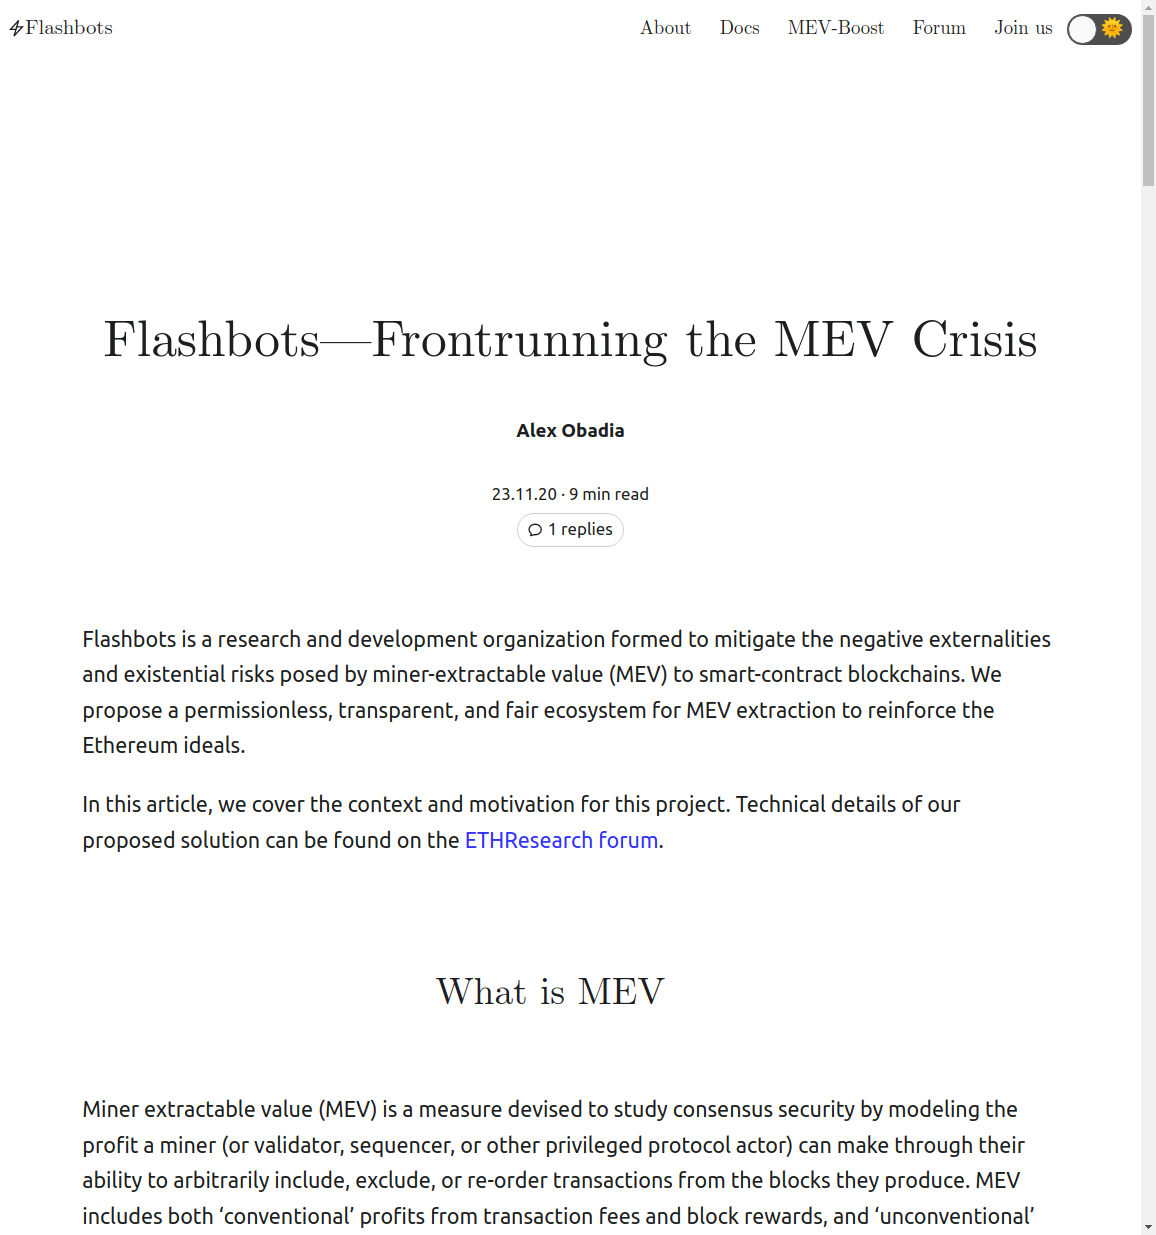 Flashbots
About Docs MEV-Boost Forum Join us
Flashbots—Frontrunning the MEV Crisis
Alex Obadia
23.11.20 · 9 min read
1 replies
Flashbots is a research and development organization formed to mitigate the negative externalities
and existential risks posed by miner-extractable value (MEV) to smart-contract blockchains. We
propose a permissionless, transparent, and fair ecosystem for MEV extraction to reinforce the
Ethereum ideals.
In this article, we cover the context and motivation for this project. Technical details of our
proposed solution can be found on the ETHResearch forum.
What is MEV
Miner extractable value (MEV) is a measure devised to study consensus security by modeling the
profit a miner (or validator, sequencer, or other privileged protocol actor) can make through their
ability to arbitrarily include, exclude, or re-order transactions from the blocks they produce. MEV
includes both ‘conventional’ profits from transaction fees and block rewards, and ‘unconventional’